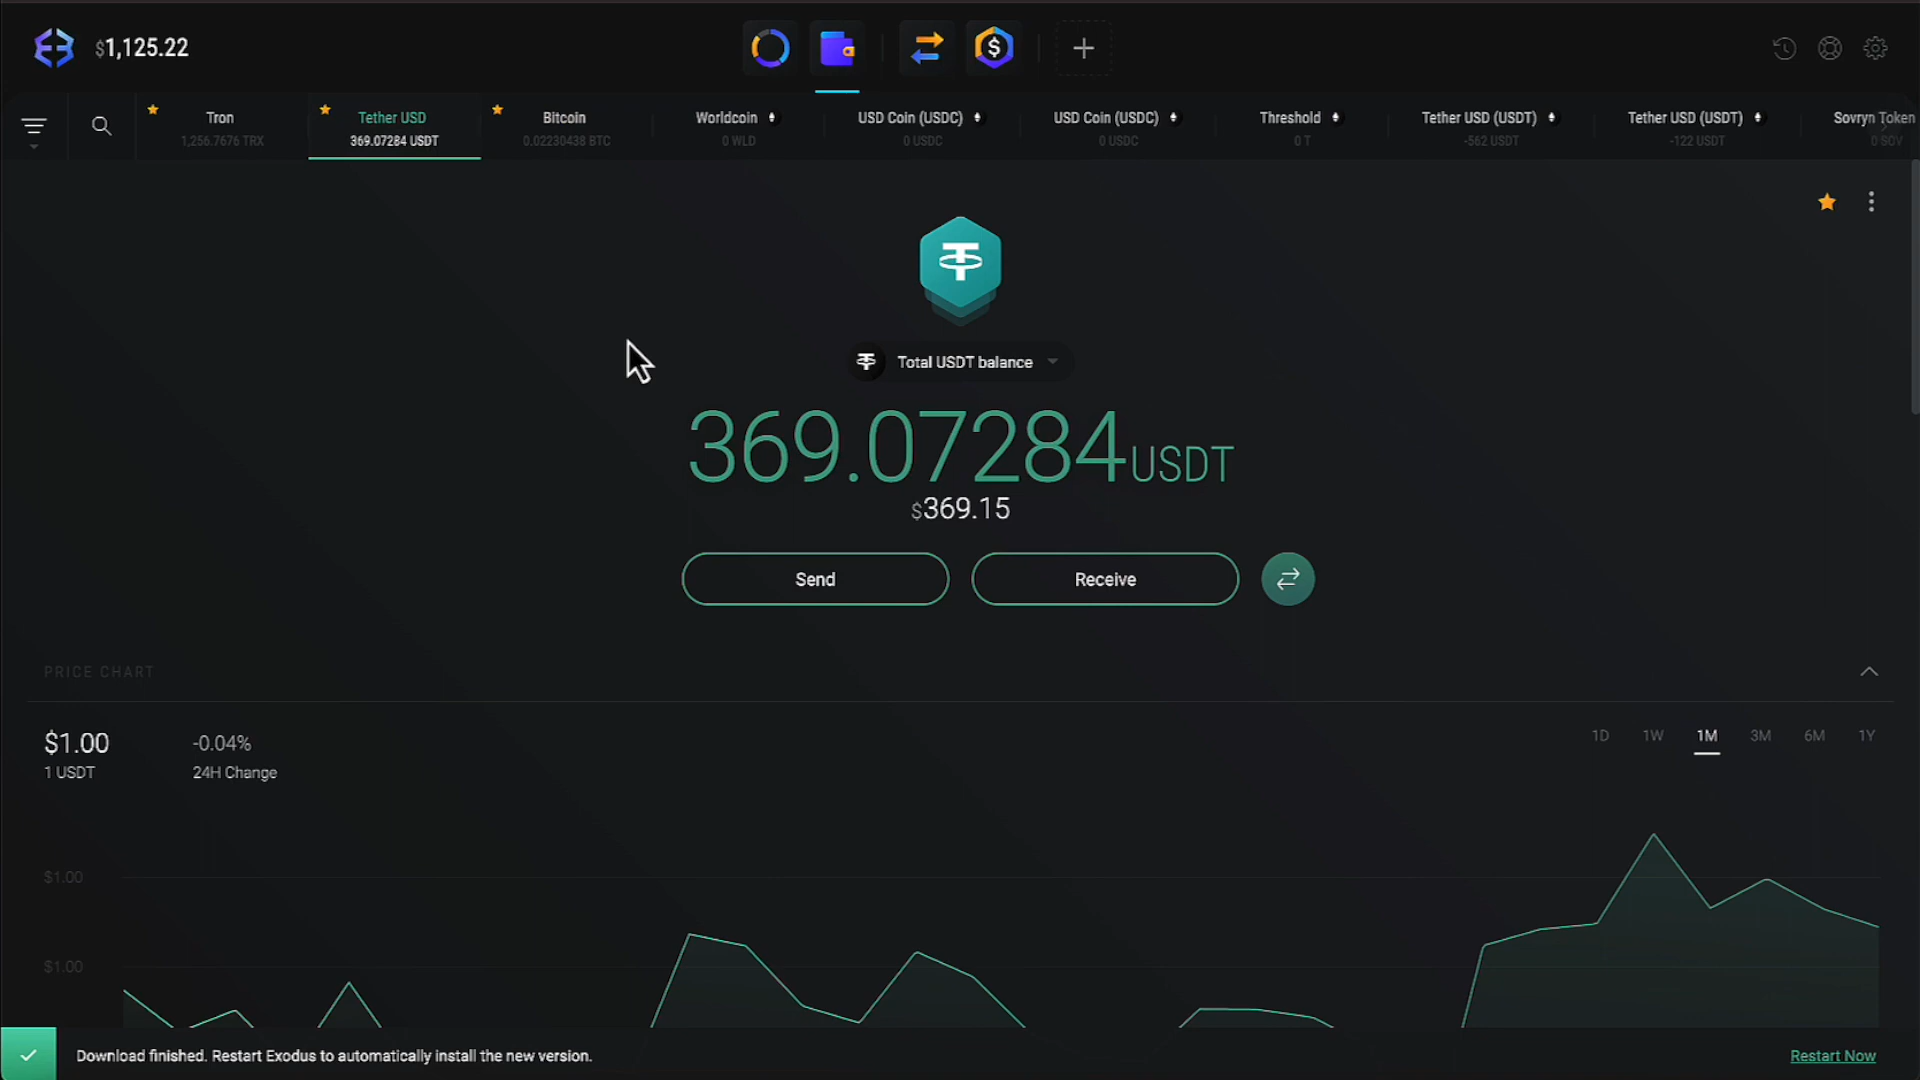 $1,125.22
Tron
1,256.7676 TRX
Tether USD
369.07284 USDT
Bitcoin
0.02230438 BTC
Worldcoin
0 WLD
USD Coin (USDC)
0 USDC
USD Coin (USDC)
0 USDC
Threshold
0 T
Tether USD (USDT)
-562 USDT
Tether USD (USDT)
-122 USDT
Sovryn Token
0 SOV
Total USDT balance
369.07284USDT
$369.15
Send
Receive
PRICE CHART
$1.00
1 USDT
-0.04%
24H Change
1D 1W 1M 3M 6M 1Y
$1.00
$1.00
Download finished. Restart Exodus to automatically install the new version.
Restart Now